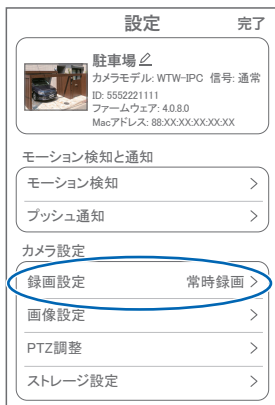 設定 完了
駐車場
カメラモデル: WTW-IPC 信号: 通常
ID: 5552221111
ファームウェア: 4.0.8.0
Macアドレス: 88:XX:XX:XX:XX:XX
モーション検知と通知
モーション検知
プッシュ通知
カメラ設定
録画設定 常時録画
画像設定
PTZ調整
ストレージ設定